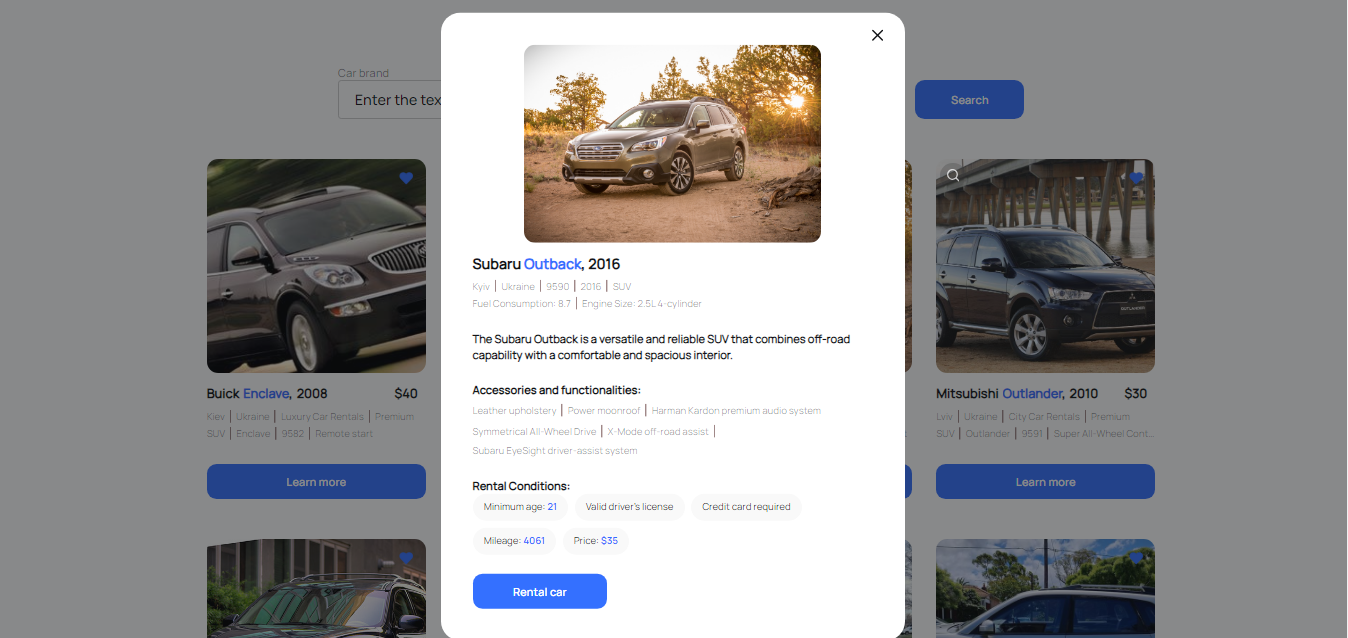 Car brand
Enter the tex
Search
Subaru Outback, 2016
Kyiv | Ukraine | 9590 | 2016 | SUV
Fuel Consumption: 8.7 | Engine Size: 2.5L 4-cylinder
The Subaru Outback is a versatile and reliable SUV that combines off-road
capability with a comfortable and spacious interior.
Accessories and functionalities:
Leather upholstery | Power moonroof | Harman Kardon premium audio system
Symmetrical All-Wheel Drive | X-Mode off-road assist |
Subaru EyeSight driver-assist system
Rental Conditions:
Minimum age: 21 Valid driver's license Credit card required
Mileage: 4061 Price: $35
Rental car
Buick Enclave, 2008 $40
Kiev | Ukraine | Luxury Car Rentals | Premium
SUV | Enclave | 9582 | Remote start
Learn more
Mitsubishi Outlander, 2010 $30
Lviv | Ukraine | City Car Rentals | Premium
SUV | Outlander | 9591 | Super All-Wheel Cont...
Learn more